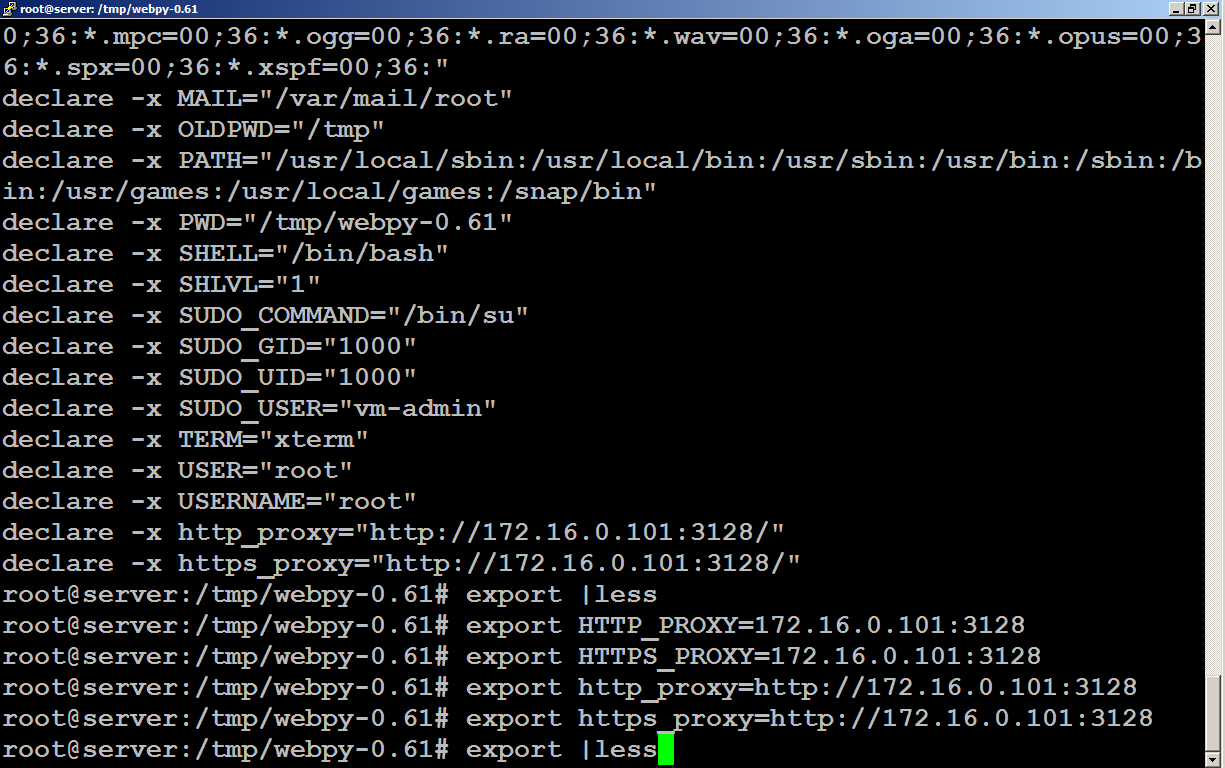 root@server: /tmp/webpy-0.61
0;36:*.mpc=00;36:*.ogg=00;36:*.ra=00;36:*.wav=00;36:*.oga=00;36:*.opus=00;3
6:*.spx=00;36:*.xspf=00;36:"
declare -x MAIL="/var/mail/root"
declare -x OLDPWD="/tmp"
declare -x PATH="/usr/local/sbin:/usr/local/bin:/usr/sbin:/usr/bin:/sbin:/b
in:/usr/games:/usr/local/games:/snap/bin"
declare -x PWD="/tmp/webpy-0.61"
declare -x SHELL="/bin/bash"
declare -x SHLVL="1"
declare -x SUDO_COMMAND="/bin/su"
declare -x SUDO_GID="1000"
declare -x SUDO_UID="1000"
declare -x SUDO_USER="vm-admin"
declare -x TERM="xterm"
declare -x USER="root"
declare -x USERNAME="root"
declare -x http_proxy="http://172.16.0.101:3128/"
declare -x https_proxy="http://172.16.0.101:3128/"
root@server:/tmp/webpy-0.61# export |less
root@server:/tmp/webpy-0.61# export HTTP_PROXY=172.16.0.101:3128
root@server:/tmp/webpy-0.61# export HTTPS_PROXY=172.16.0.101:3128
root@server:/tmp/webpy-0.61# export http_proxy=http://172.16.0.101:3128
root@server:/tmp/webpy-0.61# export https_proxy=http://172.16.0.101:3128
root@server:/tmp/webpy-0.61# export |less